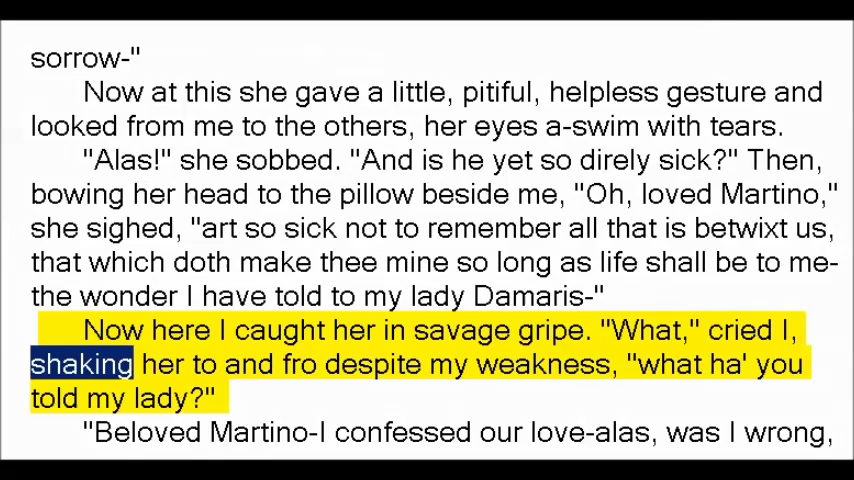 sorrow-"
Now at this she gave a little, pitiful, helpless gesture and
looked from me to the others, her eyes a-swim with tears.
"Alas!" she sobbed. "And is he yet so direly sick?" Then,
bowing her head to the pillow beside me, "Oh, loved Martino,"
she sighed, "art so sick not to remember all that is betwixt us,
that which doth make thee mine so long as life shall be to me-
the wonder I have told to my lady Damaris-"
Now here I caught her in savage gripe. "What," cried I,
shaking her to and fro despite my weakness, "what ha' you
told my lady?"
"Beloved Martino-I confessed our love-alas, was I wrong,